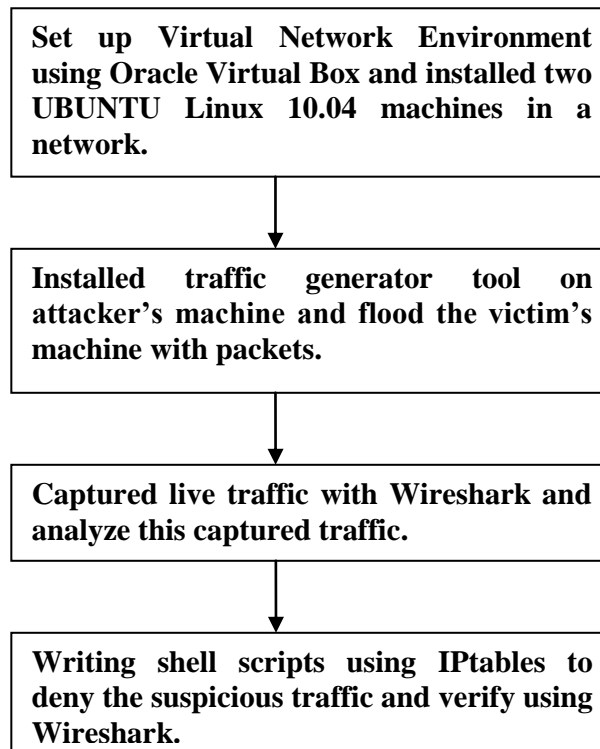 Set up Virtual Network Environment
using Oracle Virtual Box and installed two
UBUNTU Linux 10.04 machines in a
network.
Installed traffic generator tool on
attacker’s machine and flood the victim’s
machine with packets.
Captured live traffic with Wireshark and
analyze this captured traffic.
Writing shell scripts using IPtables to
deny the suspicious traffic and verify using
Wireshark.